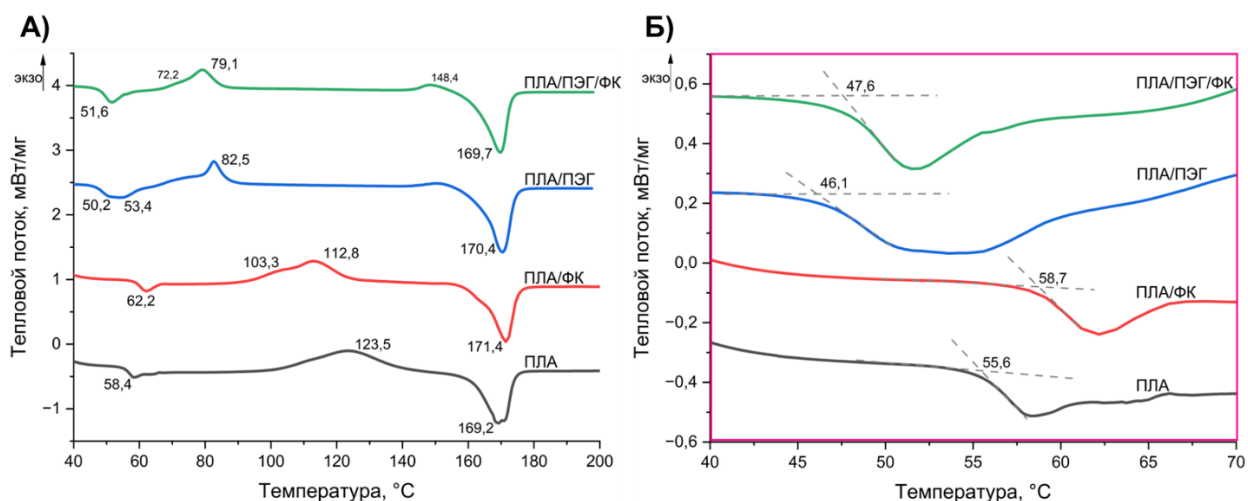 А)
экзо
Тепловой поток, мВт/мг
4
3
2
1
0
−1
72,2
79,1
148,4
ПЛА/ПЭГ/ФК
51,6
169,7
82,5
ПЛА/ПЭГ
50,2
53,4
170,4
103,3
112,8
ПЛА/ФК
62,2
171,4
123,5
ПЛА
58,4
169,2
40 60 80 100 120 140 160 180 200
Температура, °C
Б)
экзо
Тепловой поток, мВт/мг
0,6
0,4
0,2
0,0
−0,2
−0,4
−0,6
47,6
ПЛА/ПЭГ/ФК
46,1
ПЛА/ПЭГ
58,7
ПЛА/ФК
55,6
ПЛА
40 45 50 55 60 65 70
Температура, °C